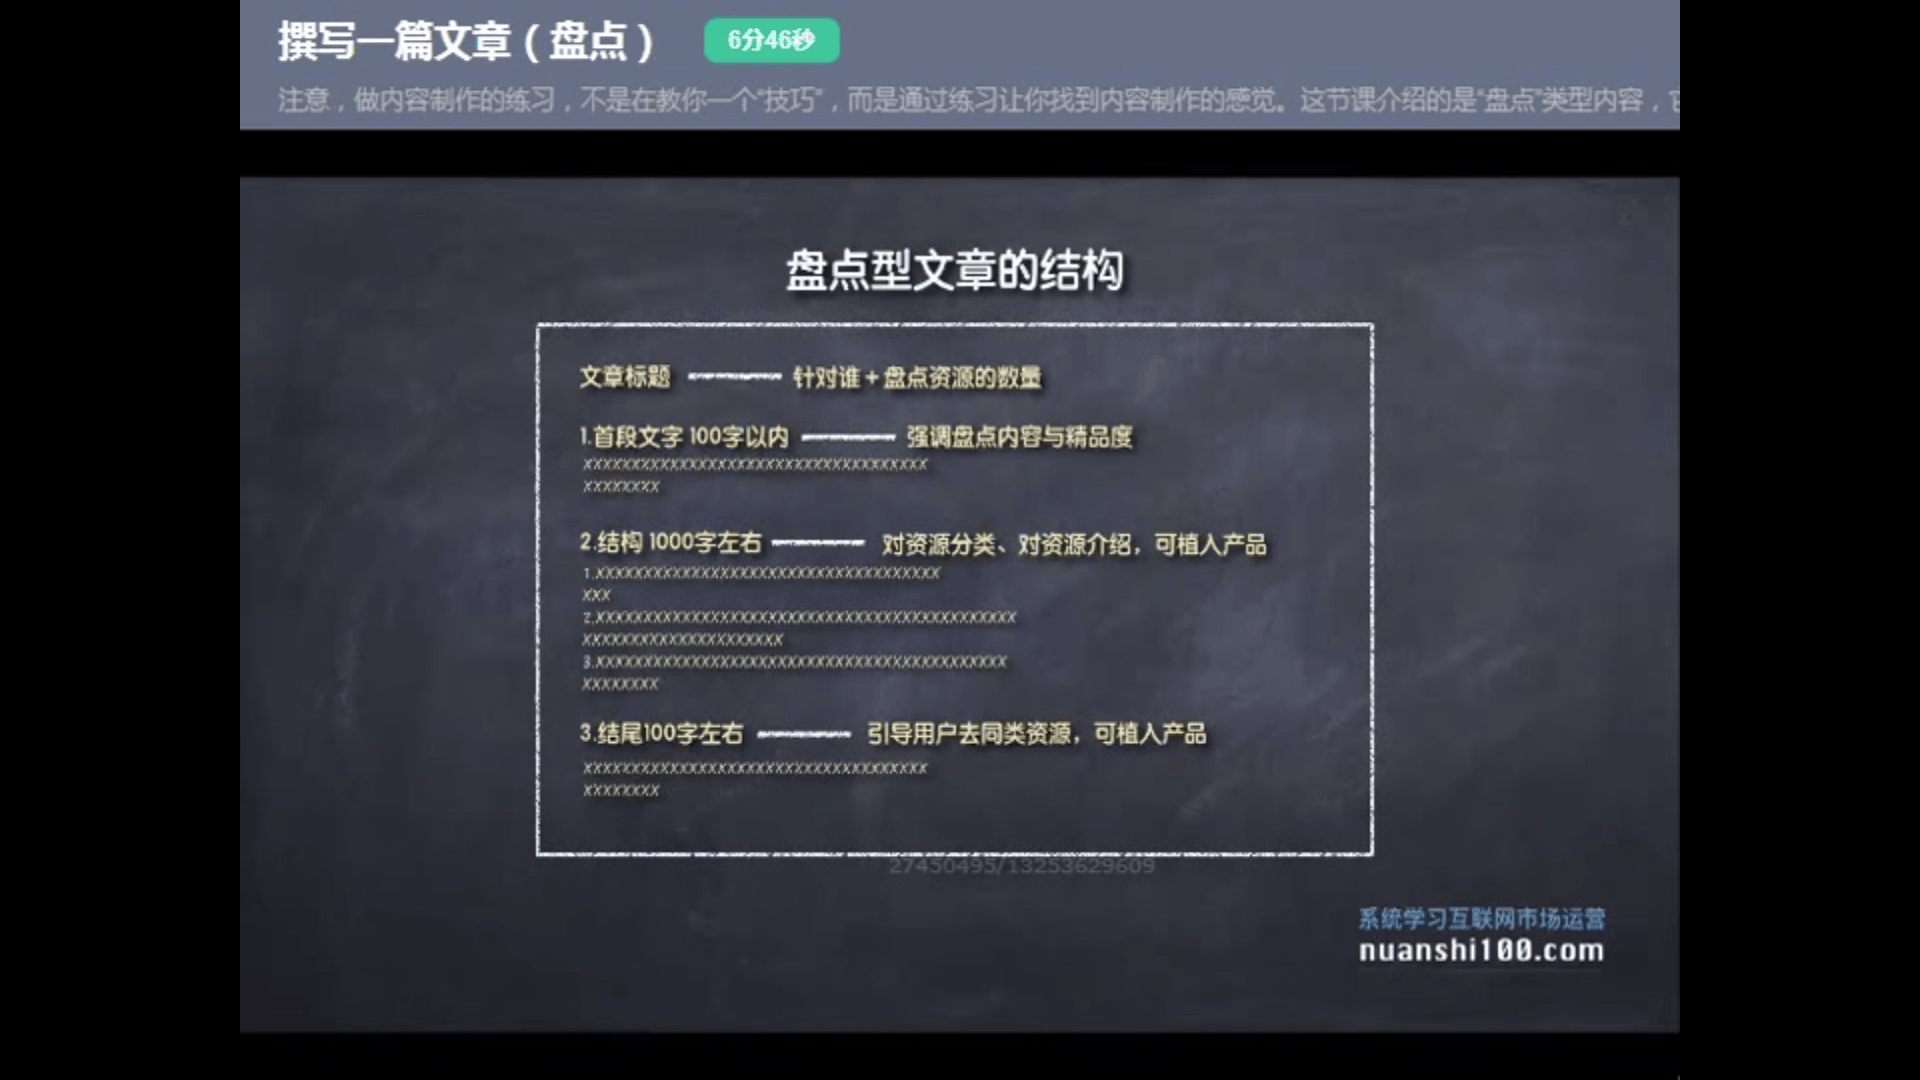 撰写一篇文章（盘点）
6分46秒
注意，做内容制作的练习，不是在教你一个“技巧”，而是通过练习让你找到内容制作的感觉。这节课介绍的是“盘点”类型内容，
盘点型文章的结构
文章标题 —— 针对谁+盘点资源的数量
1.首段文字 100字以内 —— 强调盘点内容与精品度
xxxxxxxxxxxxxxxxxxxxxxxxxxxxxxxxxxxx
xxxxxxxx
2.结构 1000字左右 —— 对资源分类、对资源介绍，可植入产品
1.xxxxxxxxxxxxxxxxxxxxxxxxxxxxxxxxxxxx
xxx
2.xxxxxxxxxxxxxxxxxxxxxxxxxxxxxxxxxxxxxxxxxxxx
xxxxxxxxxxxxxxxxxxxxx
3.xxxxxxxxxxxxxxxxxxxxxxxxxxxxxxxxxxxxxxxxxxx
xxxxxxxx
3.结尾100字左右 —— 引导用户去同类资源，可植入产品
xxxxxxxxxxxxxxxxxxxxxxxxxxxxxxxxxxxx
xxxxxxxx
27450495/13253629609
系统学习互联网市场运营
nuanshi100.com